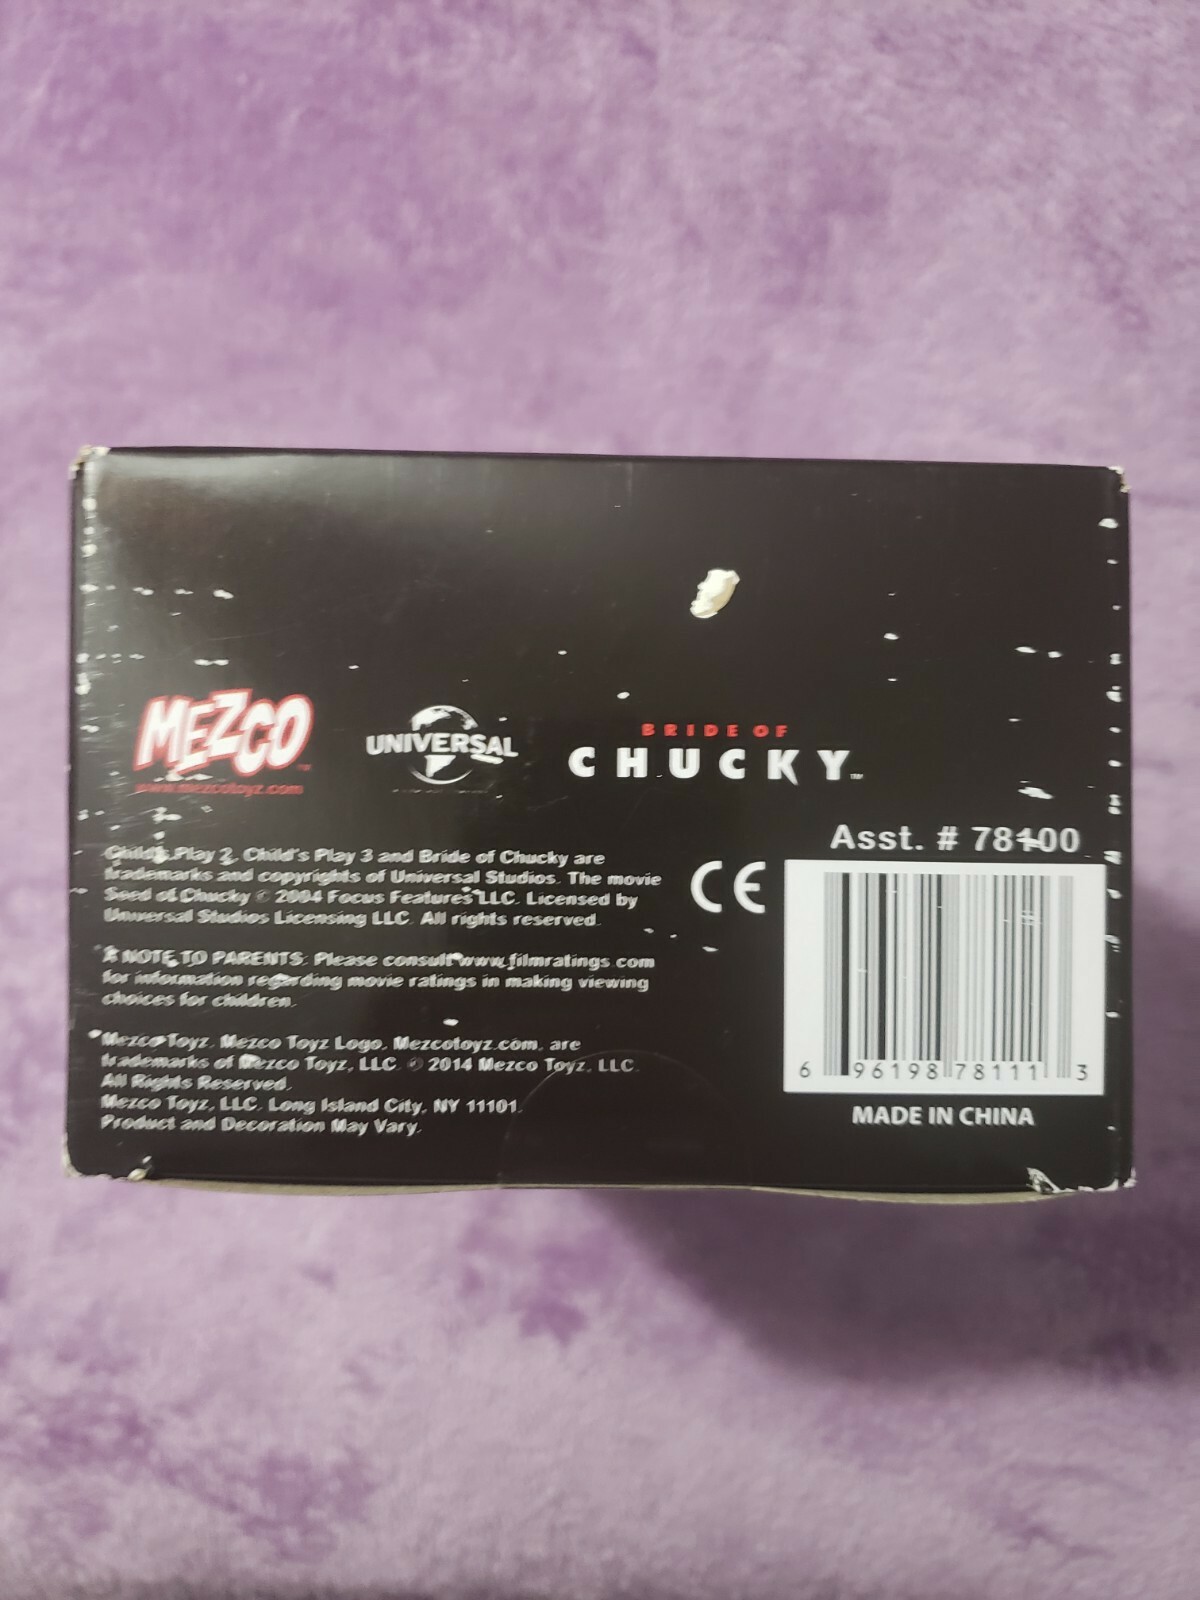 MEZCO™
www.mezcotoyz.com
UNIVERSAL
BRIDE OF
CHUCKY™
Asst. # 78100
Child's Play 2, Child's Play 3 and Bride of Chucky are
trademarks and copyrights of Universal Studios. The movie
Seed of Chucky © 2004 Focus Features LLC. Licensed by
Universal Studios Licensing LLC. All rights reserved.
CE
A NOTE TO PARENTS: Please consult www.filmratings.com
for information regarding movie ratings in making viewing
choices for children.
Mezco Toyz, Mezco Toyz Logo, Mezcotoyz.com, are
trademarks of Mezco Toyz, LLC. © 2014 Mezco Toyz, LLC.
All Rights Reserved.
Mezco Toyz, LLC. Long Island City, NY 11101.
Product and Decoration May Vary.
6 96198 78111 3
MADE IN CHINA